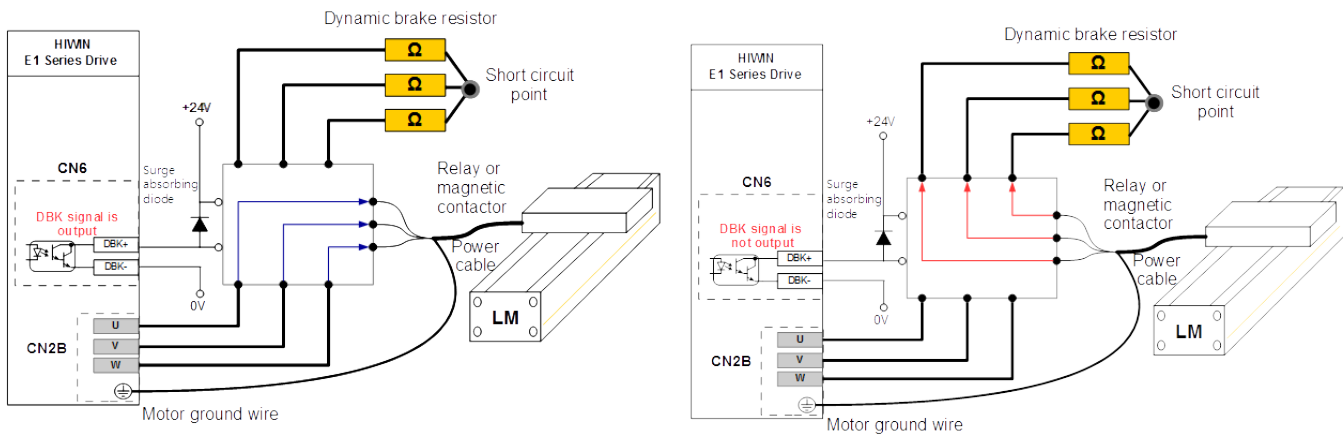 Dynamic brake resistor
HIWIN
E1 Series Drive
Ω
Ω
Ω
Short circuit
point
+24V
CN6
Surge
absorbing
diode
Relay or
magnetic
contactor
DBK signal is
output
DBK+
DBK-
Power
cable
0V
LM
CN2B
U
V
W
Motor ground wire
Dynamic brake resistor
HIWIN
E1 Series Drive
Ω
Ω
Ω
Short circuit
point
+24V
CN6
Surge
absorbing
diode
Relay or
magnetic
contactor
DBK signal is
not output
DBK+
DBK-
Power
cable
0V
LM
CN2B
U
V
W
Motor ground wire